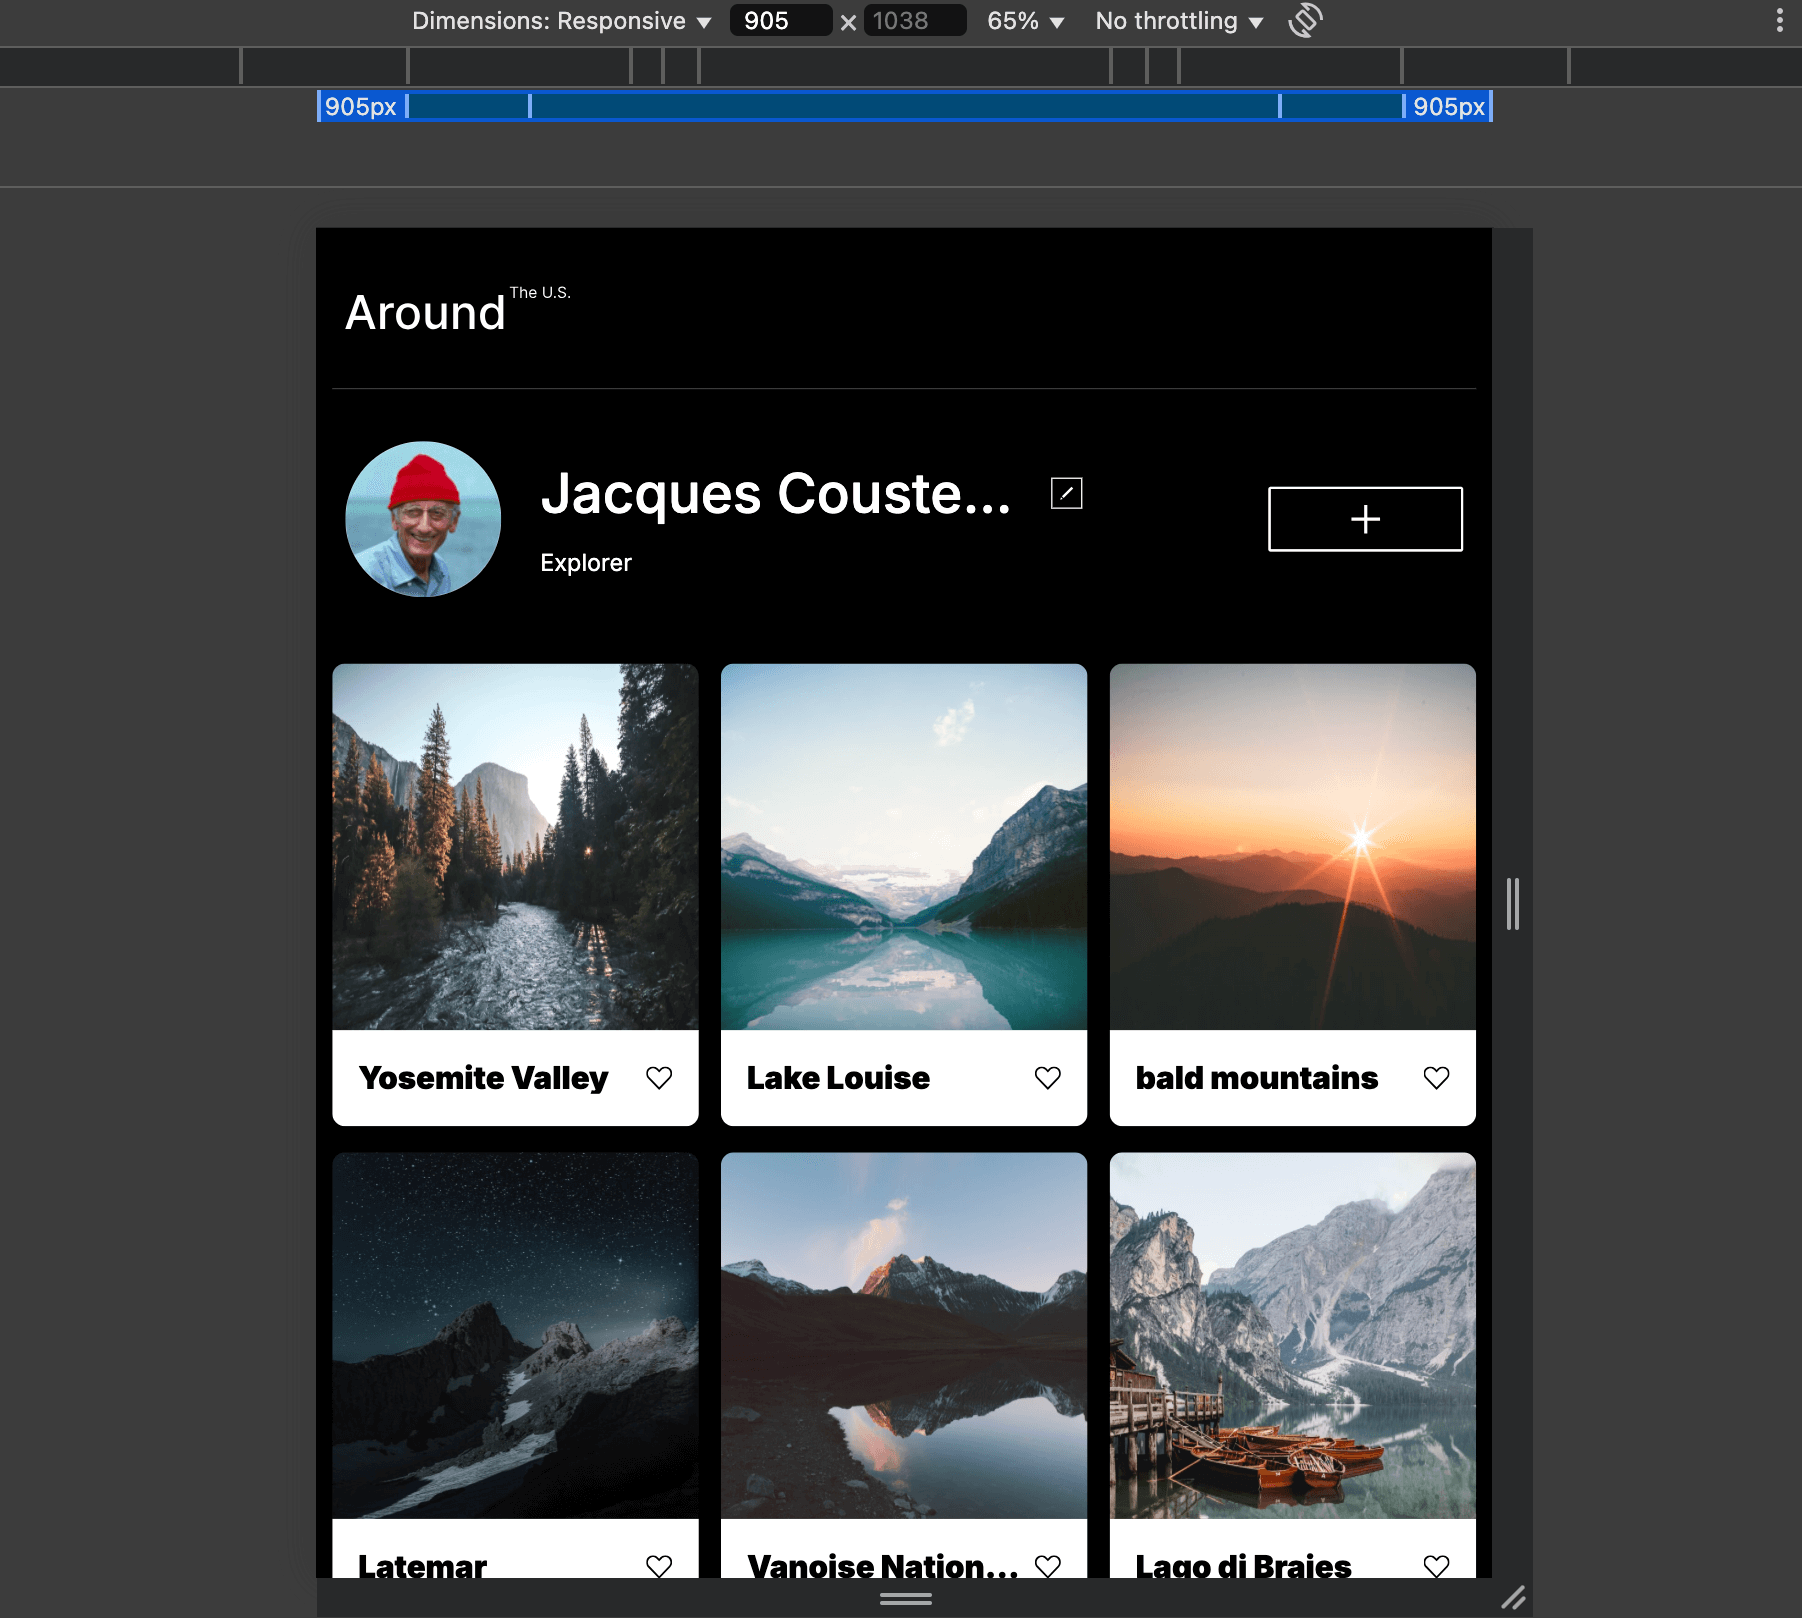 Dimensions: Responsive ▼ 905 × 1038 65% ▼ No throttling ▼
905px 905px
Around The U.S.
Jacques Couste...
Explorer
Yosemite Valley
Lake Louise
bald mountains
Latemar
Vanoise Nation...
Lago di Braies